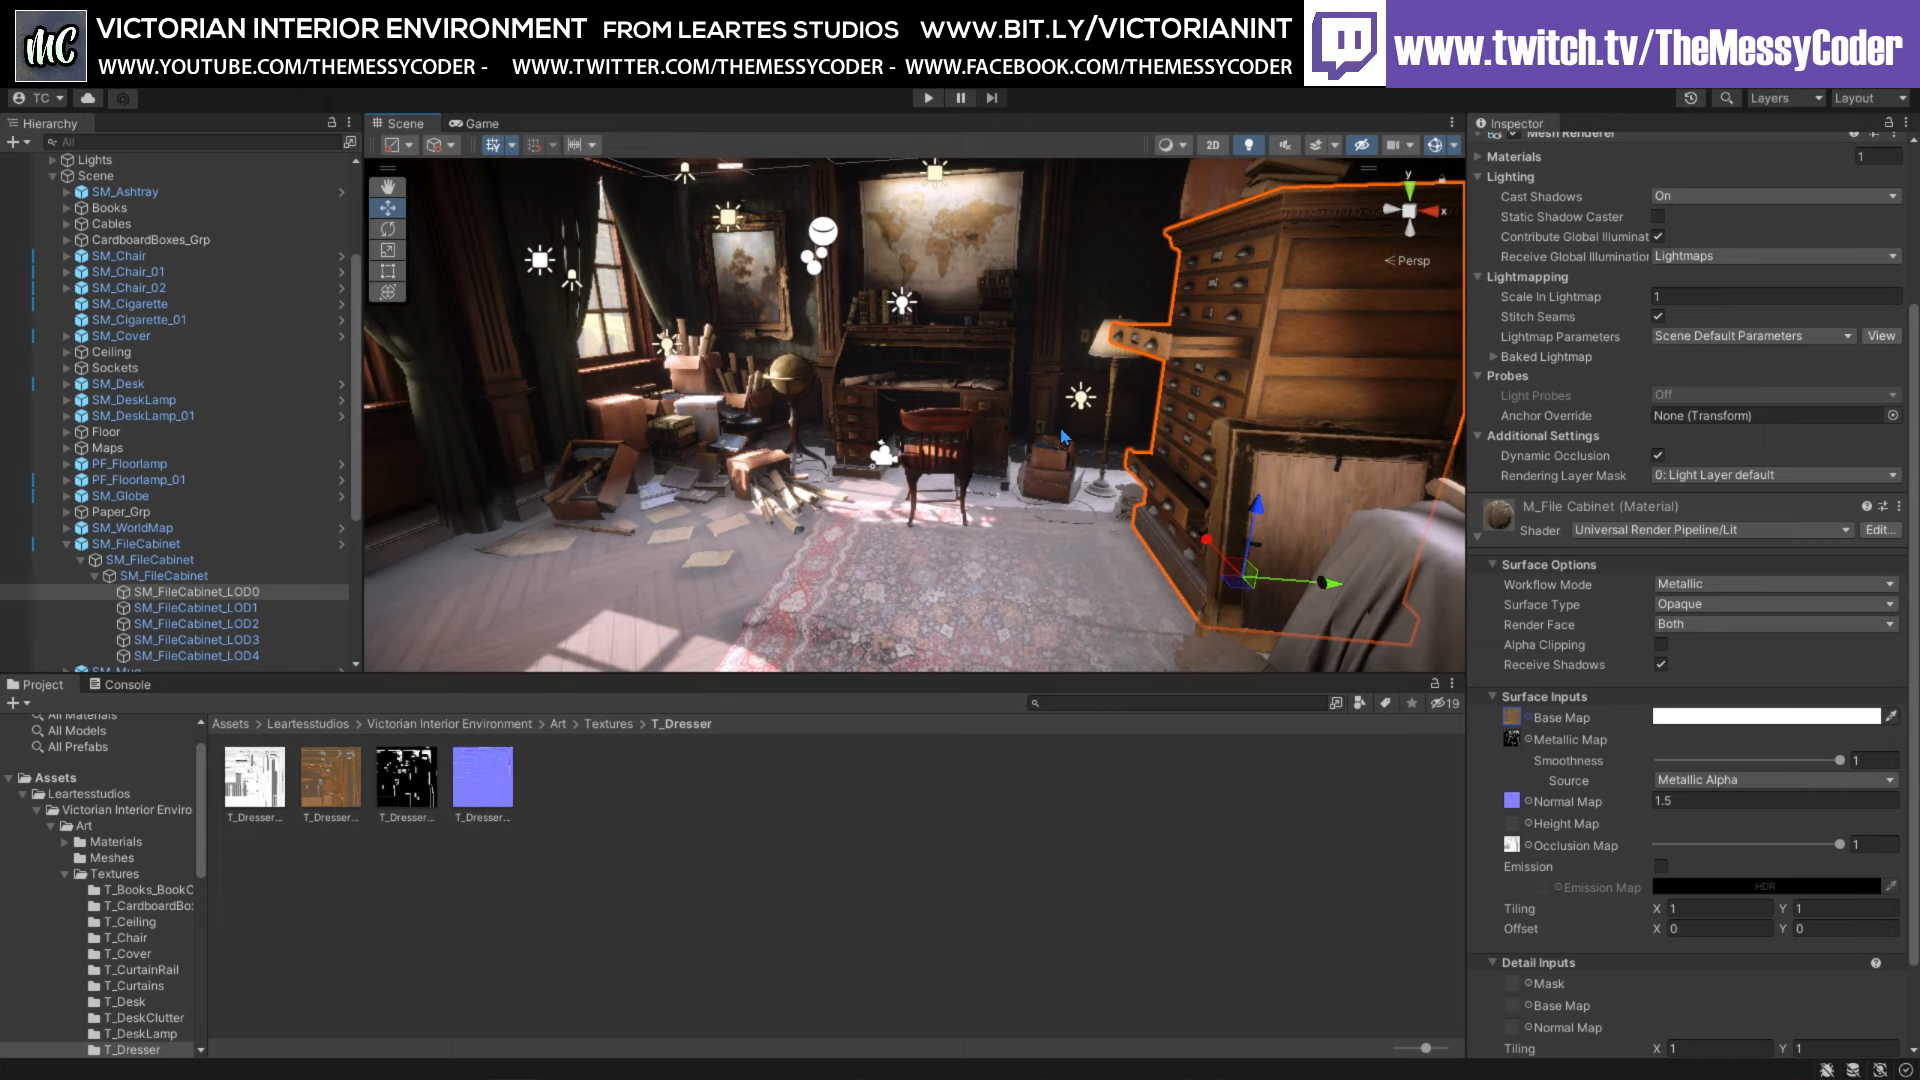 MC VICTORIAN INTERIOR ENVIRONMENT FROM LEARTES STUDIOS WWW.BIT.LY/VICTORIANINT
WWW.YOUTUBE.COM/THEMESSYCODER - WWW.TWITTER.COM/THEMESSYCODER - WWW.FACEBOOK.COM/THEMESSYCODER
www.twitch.tv/TheMessyCoder
TC
Layers
Layout
Hierarchy
All
Lights
Scene
SM_Ashtray
Books
Cables
CardboardBoxes_Grp
SM_Chair
SM_Chair_01
SM_Chair_02
SM_Cigarette
SM_Cigarette_01
SM_Cover
Ceiling
Sockets
SM_Desk
SM_DeskLamp
SM_DeskLamp_01
Floor
Maps
PF_Floorlamp
PF_Floorlamp_01
SM_Globe
Paper_Grp
SM_WorldMap
SM_FileCabinet
SM_FileCabinet
SM_FileCabinet
SM_FileCabinet_LOD0
SM_FileCabinet_LOD1
SM_FileCabinet_LOD2
SM_FileCabinet_LOD3
SM_FileCabinet_LOD4
SM_Mug
Scene
Game
2D
y
x
Persp
Inspector
Mesh Renderer
Materials 1
Lighting
Cast Shadows On
Static Shadow Caster
Contribute Global Illuminat
Receive Global Illumination Lightmaps
Lightmapping
Scale In Lightmap 1
Stitch Seams
Lightmap Parameters Scene Default Parameters View
Baked Lightmap
Probes
Light Probes Off
Anchor Override None (Transform)
Additional Settings
Dynamic Occlusion
Rendering Layer Mask 0: Light Layer default
M_File Cabinet (Material)
Shader Universal Render Pipeline/Lit Edit...
Surface Options
Workflow Mode Metallic
Surface Type Opaque
Render Face Both
Alpha Clipping
Receive Shadows
Surface Inputs
Base Map
Metallic Map
Smoothness 1
Source Metallic Alpha
Normal Map 1.5
Height Map
Occlusion Map 1
Emission
Emission Map HDR
Tiling X 1 Y 1
Offset X 0 Y 0
Detail Inputs
Mask
Base Map
Normal Map
Tiling X 1 Y 1
Project
Console
19
All Materials
All Models
All Prefabs
Assets
Leartesstudios
Victorian Interior Enviro
Art
Materials
Meshes
Textures
T_Books_BookC
T_CardboardBo:
T_Ceiling
T_Chair
T_Cover
T_CurtainRail
T_Curtains
T_Desk
T_DeskClutter
T_DeskLamp
T_Dresser
Assets > Leartesstudios > Victorian Interior Environment > Art > Textures > T_Dresser
T_Dresser...
T_Dresser...
T_Dresser...
T_Dresser...